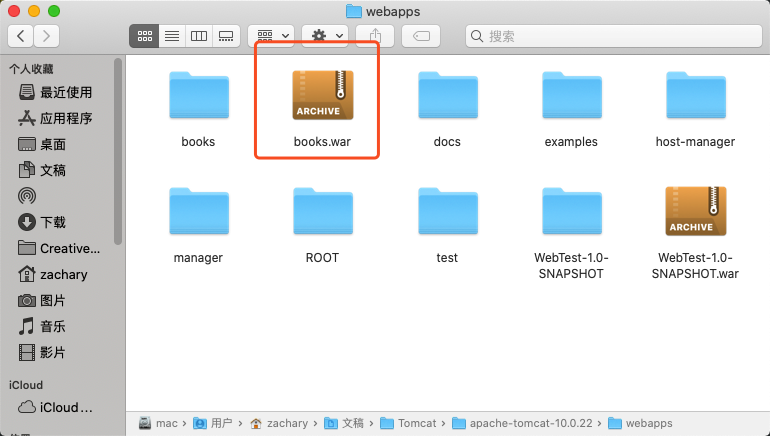 webapps
搜索
个人收藏
最近使用
应用程序
桌面
文稿
下载
Creative...
zachary
图片
音乐
影片
iCloud
iCloud...
ARCHIVE
books
books.war
docs
examples
host-manager
ARCHIVE
manager
ROOT
test
WebTest-1.0-
SNAPSHOT
WebTest-1.0-
SNAPSHOT.war
mac
用户
zachary
文稿
Tomcat
apache-tomcat-10.0.22
webapps